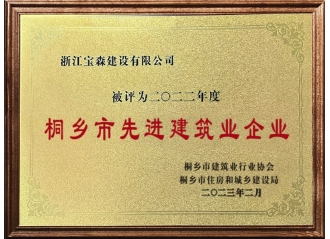 浙江宝森建设有限公司
被评为二〇二二年度
桐乡市先进建筑业企业
桐乡市建筑业行业协会
桐乡市住房和城乡建设局
二〇二三年二月